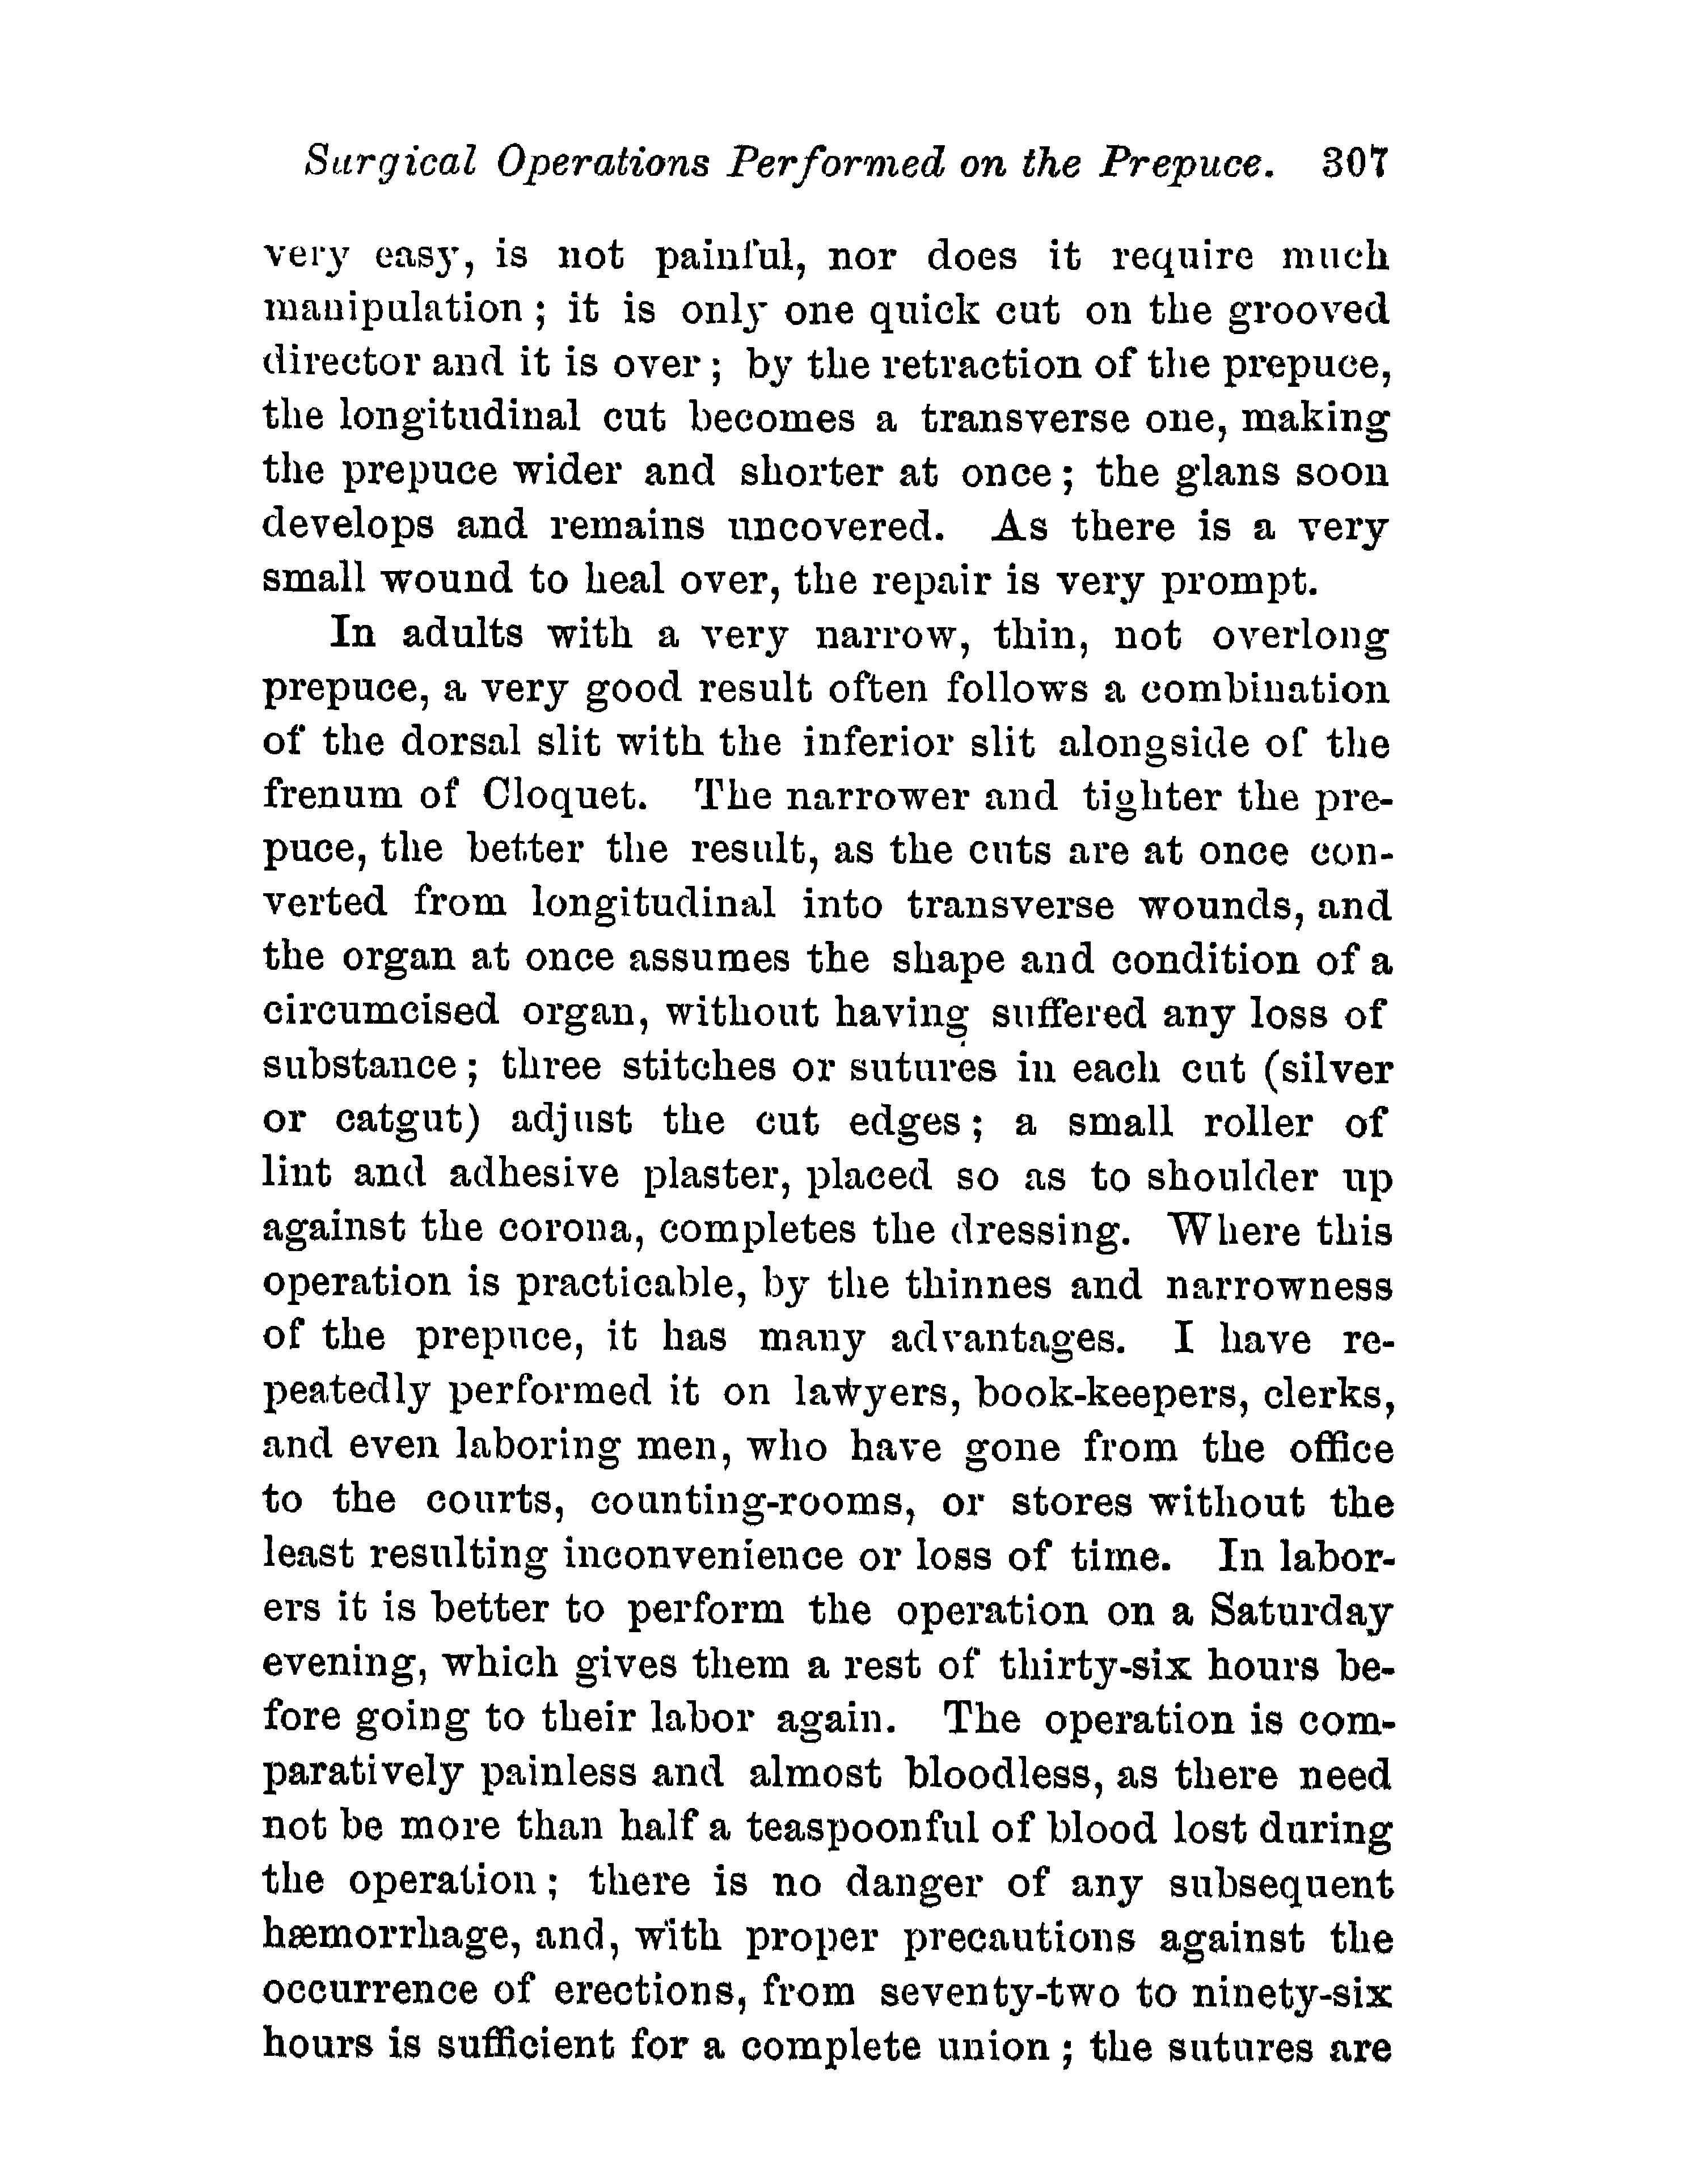 Surgical Operations Performed on the Prepuce. 307
very easy, is not painful, nor does it require much
manipulation; it is only one quick cut on the grooved
director and it is over; by the retraction of the prepuce,
the longitudinal cut becomes a transverse one, making
the prepuce wider and shorter at once; the glans soon
develops and remains uncovered. As there is a very
small wound to heal over, the repair is very prompt.
In adults with a very narrow, thin, not overlong
prepuce, a very good result often follows a combination
of the dorsal slit with the inferior slit alongside of the
frenum of Cloquet. The narrower and tighter the pre-
puce, the better the result, as the cuts are at once con-
verted from longitudinal into transverse wounds, and
the organ at once assumes the shape and condition of a
circumcised organ, without having suffered any loss of
substance; three stitches or sutures in each cut (silver
or catgut) adjust the cut edges; a small roller of
lint and adhesive plaster, placed so as to shoulder up
against the corona, completes the dressing. Where this
operation is practicable, by the thinnes and narrowness
of the prepuce, it has many advantages. I have re-
peatedly performed it on lawyers, book-keepers, clerks,
and even laboring men, who have gone from the office
to the courts, counting-rooms, or stores without the
least resulting inconvenience or loss of time. In labor-
ers it is better to perform the operation on a Saturday
evening, which gives them a rest of thirty-six hours be-
fore going to their labor again. The operation is com-
paratively painless and almost bloodless, as there need
not be more than half a teaspoonful of blood lost during
the operation; there is no danger of any subsequent
hæmorrhage, and, with proper precautions against the
occurrence of erections, from seventy-two to ninety-six
hours is sufficient for a complete union; the sutures are